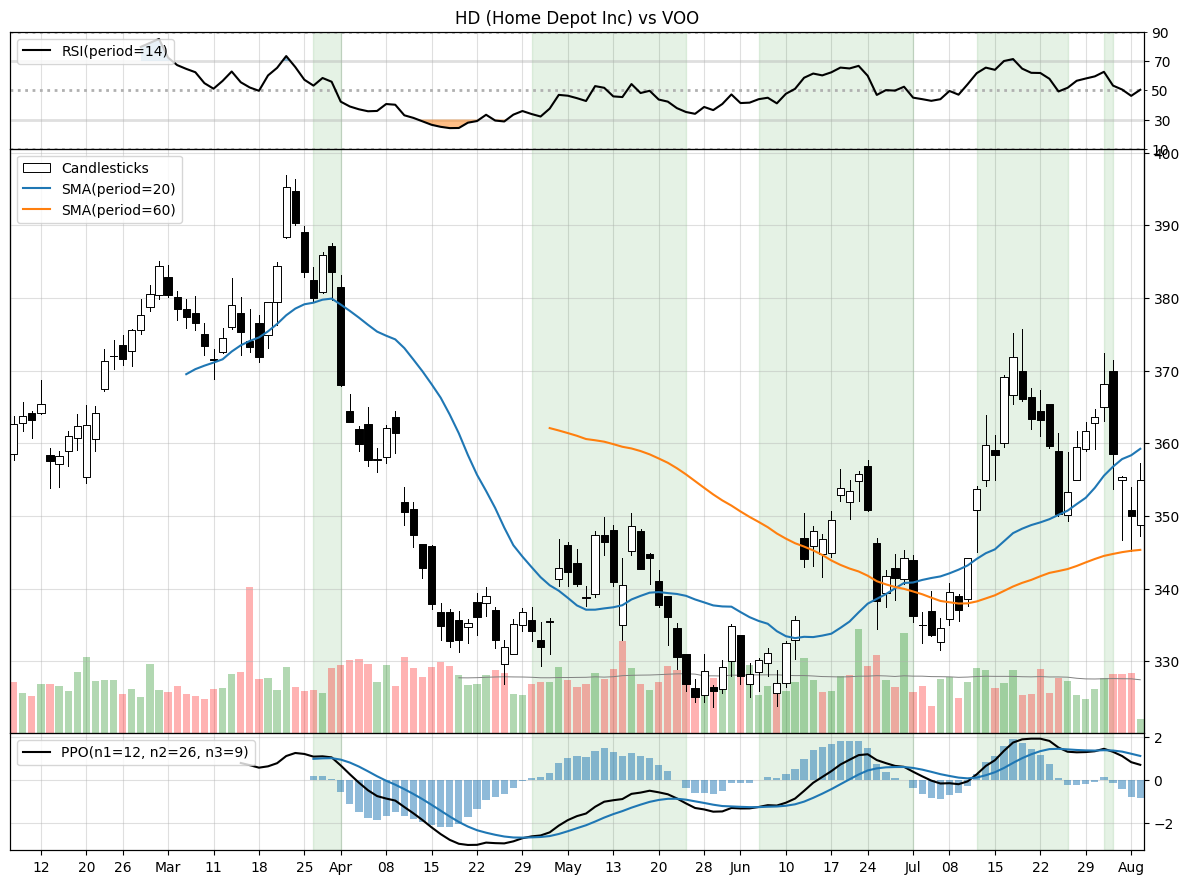 HD (Home Depot Inc) vs VOO
RSI(period=14)
90
70
50
30
10
Candlesticks
SMA(period=20)
SMA(period=60)
400
390
380
370
360
350
340
330
PPO(n1=12, n2=26, n3=9)
2
0
−2
12 20 26 Mar 11 18 25 Apr 08 15 22 29 May 13 20 28 Jun 10 17 24 Jul 08 15 22 29 Aug